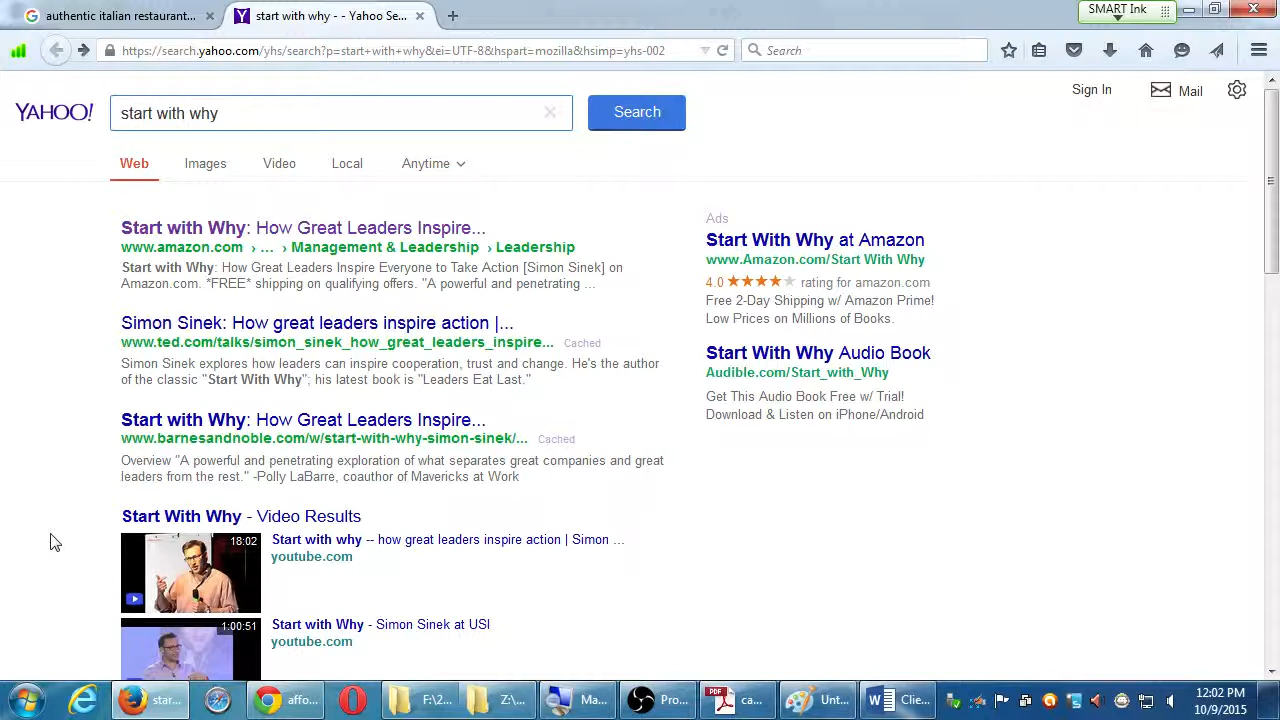 authentic italian restaurant...
start with why - - Yahoo Se...
SMART Ink
https://search.yahoo.com/yhs/search?p=start+with+why&ei=UTF-8&hspart=mozilla&hsimp=yhs-002
Search
Sign In
Mail
YAHOO!
start with why
Search
Web
Images
Video
Local
Anytime
Start with Why: How Great Leaders Inspire...
www.amazon.com › ... › Management & Leadership › Leadership
Start with Why: How Great Leaders Inspire Everyone to Take Action [Simon Sinek] on
Amazon.com. *FREE* shipping on qualifying offers. "A powerful and penetrating ...
Simon Sinek: How great leaders inspire action |...
www.ted.com/talks/simon_sinek_how_great_leaders_inspire... Cached
Simon Sinek explores how leaders can inspire cooperation, trust and change. He's the author
of the classic "Start With Why"; his latest book is "Leaders Eat Last."
Start with Why: How Great Leaders Inspire...
www.barnesandnoble.com/w/start-with-why-simon-sinek/... Cached
Overview "A powerful and penetrating exploration of what separates great companies and great
leaders from the rest." -Polly LaBarre, coauthor of Mavericks at Work
Start With Why - Video Results
18:02
Start with why -- how great leaders inspire action | Simon ...
youtube.com
1:00:51
Start with Why - Simon Sinek at USI
youtube.com
Ads
Start With Why at Amazon
www.Amazon.com/Start With Why
4.0 rating for amazon.com
Free 2-Day Shipping w/ Amazon Prime!
Low Prices on Millions of Books.
Start With Why Audio Book
Audible.com/Start_with_Why
Get This Audio Book Free w/ Trial!
Download & Listen on iPhone/Android
star...
affo...
F:\2...
Z:\...
Ma...
Pro...
PDF
ca...
Unt...
Clie...
12:02 PM
10/9/2015